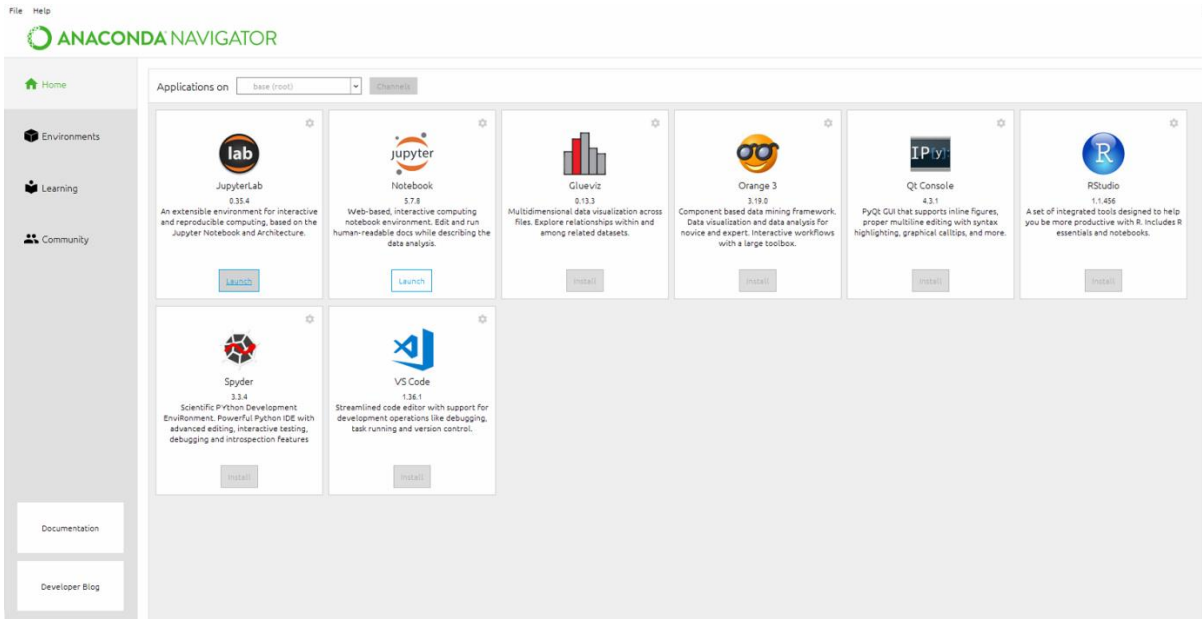 File Help
ANACONDA NAVIGATOR
Home
Environments
Learning
Community
Documentation
Developer Blog
Applications on base (root) Channels
lab
JupyterLab
0.35.4
An extensible environment for interactive
and reproducible computing, based on the
Jupyter Notebook and Architecture.
Launch
jupyter
Notebook
5.7.8
Web-based, interactive computing
notebook environment. Edit and run
human-readable docs while describing the
data analysis.
Launch
Glueviz
0.13.3
Multidimensional data visualization across
files. Explore relationships within and
among related datasets.
Install
Orange 3
3.19.0
Component based data mining framework.
Data visualization and data analysis for
novice and expert. Interactive workflows
with a large toolbox.
Install
IP[y]:
Qt Console
4.3.1
PyQt GUI that supports inline figures,
proper multiline editing with syntax
highlighting, graphical calltips, and more.
Install
R
RStudio
1.1.456
A set of integrated tools designed to help
you be more productive with R. Includes R
essentials and notebooks.
Install
Spyder
3.3.4
Scientific PYthon Development
EnviRonment. Powerful Python IDE with
advanced editing, interactive testing,
debugging and introspection features
Install
VS Code
1.36.1
Streamlined code editor with support for
development operations like debugging,
task running and version control.
Install